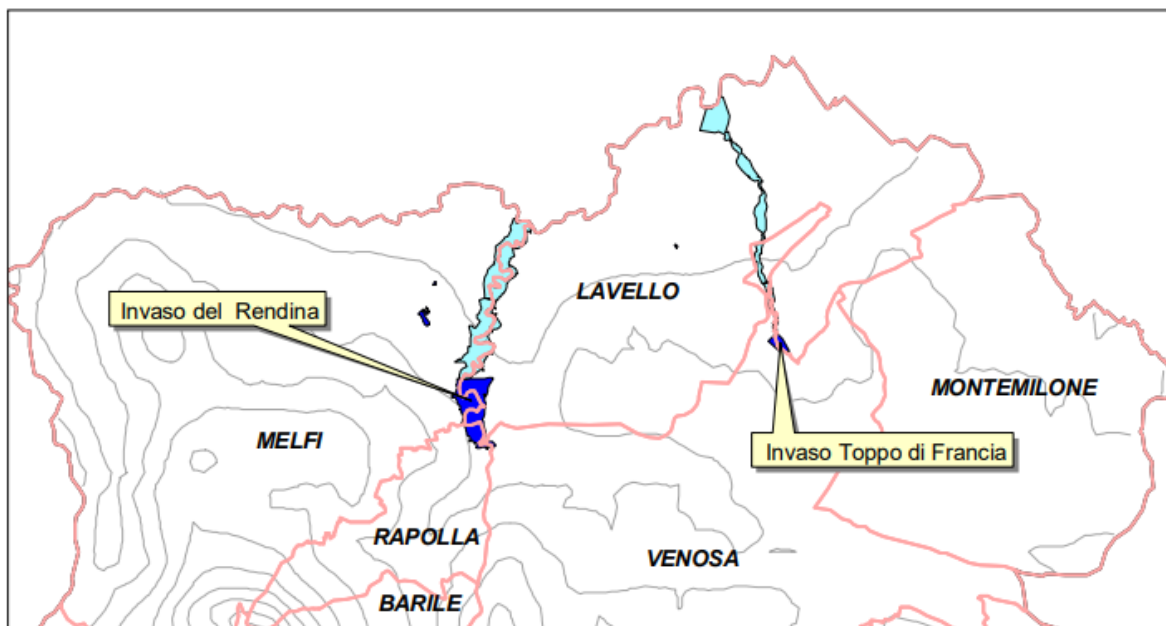 LAVELLO
Invaso del Rendina
MONTEMILONE
MELFI
Invaso Toppo di Francia
RAPOLLA
VENOSA
BARILE